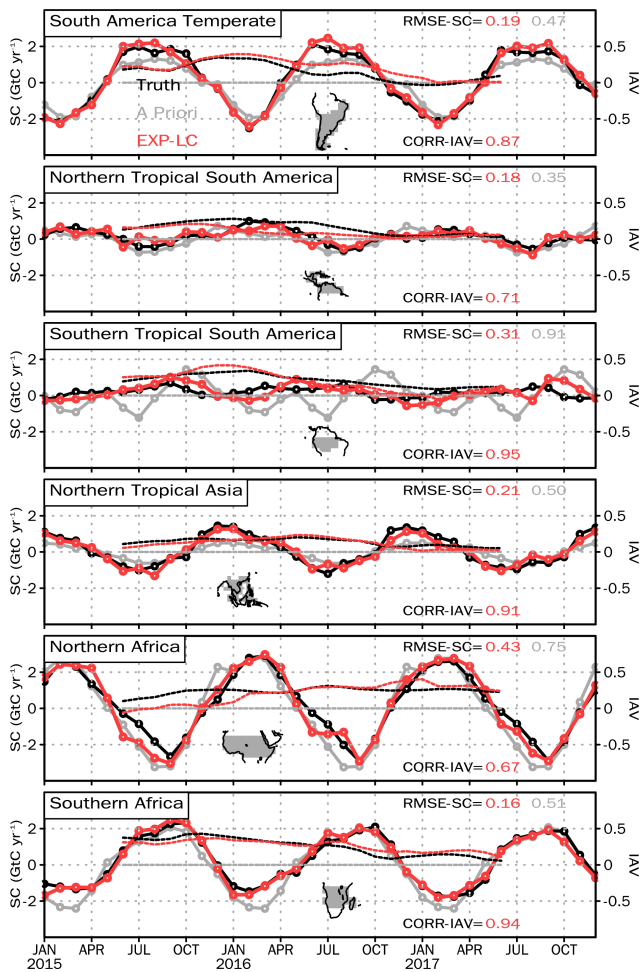 South America Temperate
RMSE-SC= 0.19 0.47
2
0
-2
SC (GtC yr⁻¹)
0.5
0
-0.5
IAV
Truth
A Priori
EXP-LC
CORR-IAV= 0.87
Northern Tropical South America
RMSE-SC= 0.18 0.35
2
0
-2
SC (GtC yr⁻¹)
0.5
0
-0.5
IAV
CORR-IAV= 0.71
Southern Tropical South America
RMSE-SC= 0.31 0.91
2
0
-2
SC (GtC yr⁻¹)
0.5
0
-0.5
IAV
CORR-IAV= 0.95
Northern Tropical Asia
RMSE-SC= 0.21 0.50
2
0
-2
SC (GtC yr⁻¹)
0.5
0
-0.5
IAV
CORR-IAV= 0.91
Northern Africa
RMSE-SC= 0.43 0.75
2
0
-2
SC (GtC yr⁻¹)
0.5
0
-0.5
IAV
CORR-IAV= 0.67
Southern Africa
RMSE-SC= 0.16 0.51
2
0
-2
SC (GtC yr⁻¹)
0.5
0
-0.5
IAV
CORR-IAV= 0.94
JAN APR JUL OCT JAN APR JUL OCT JAN APR JUL OCT
2015 2016 2017